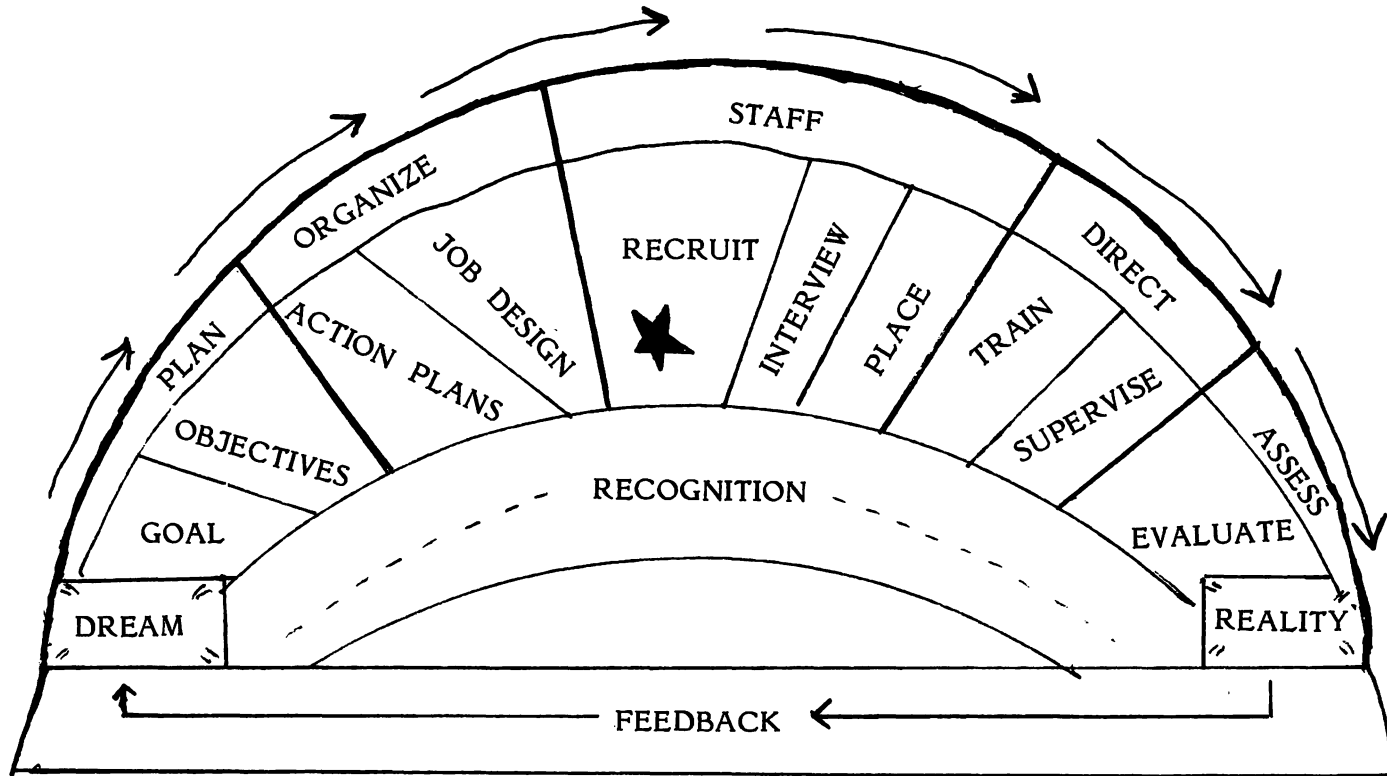 STAFF
ORGANIZE
PLAN
DIRECT
ASSESS
GOAL
OBJECTIVES
ACTION PLANS
JOB DESIGN
RECRUIT
INTERVIEW
PLACE
TRAIN
SUPERVISE
EVALUATE
RECOGNITION
DREAM
REALITY
FEEDBACK